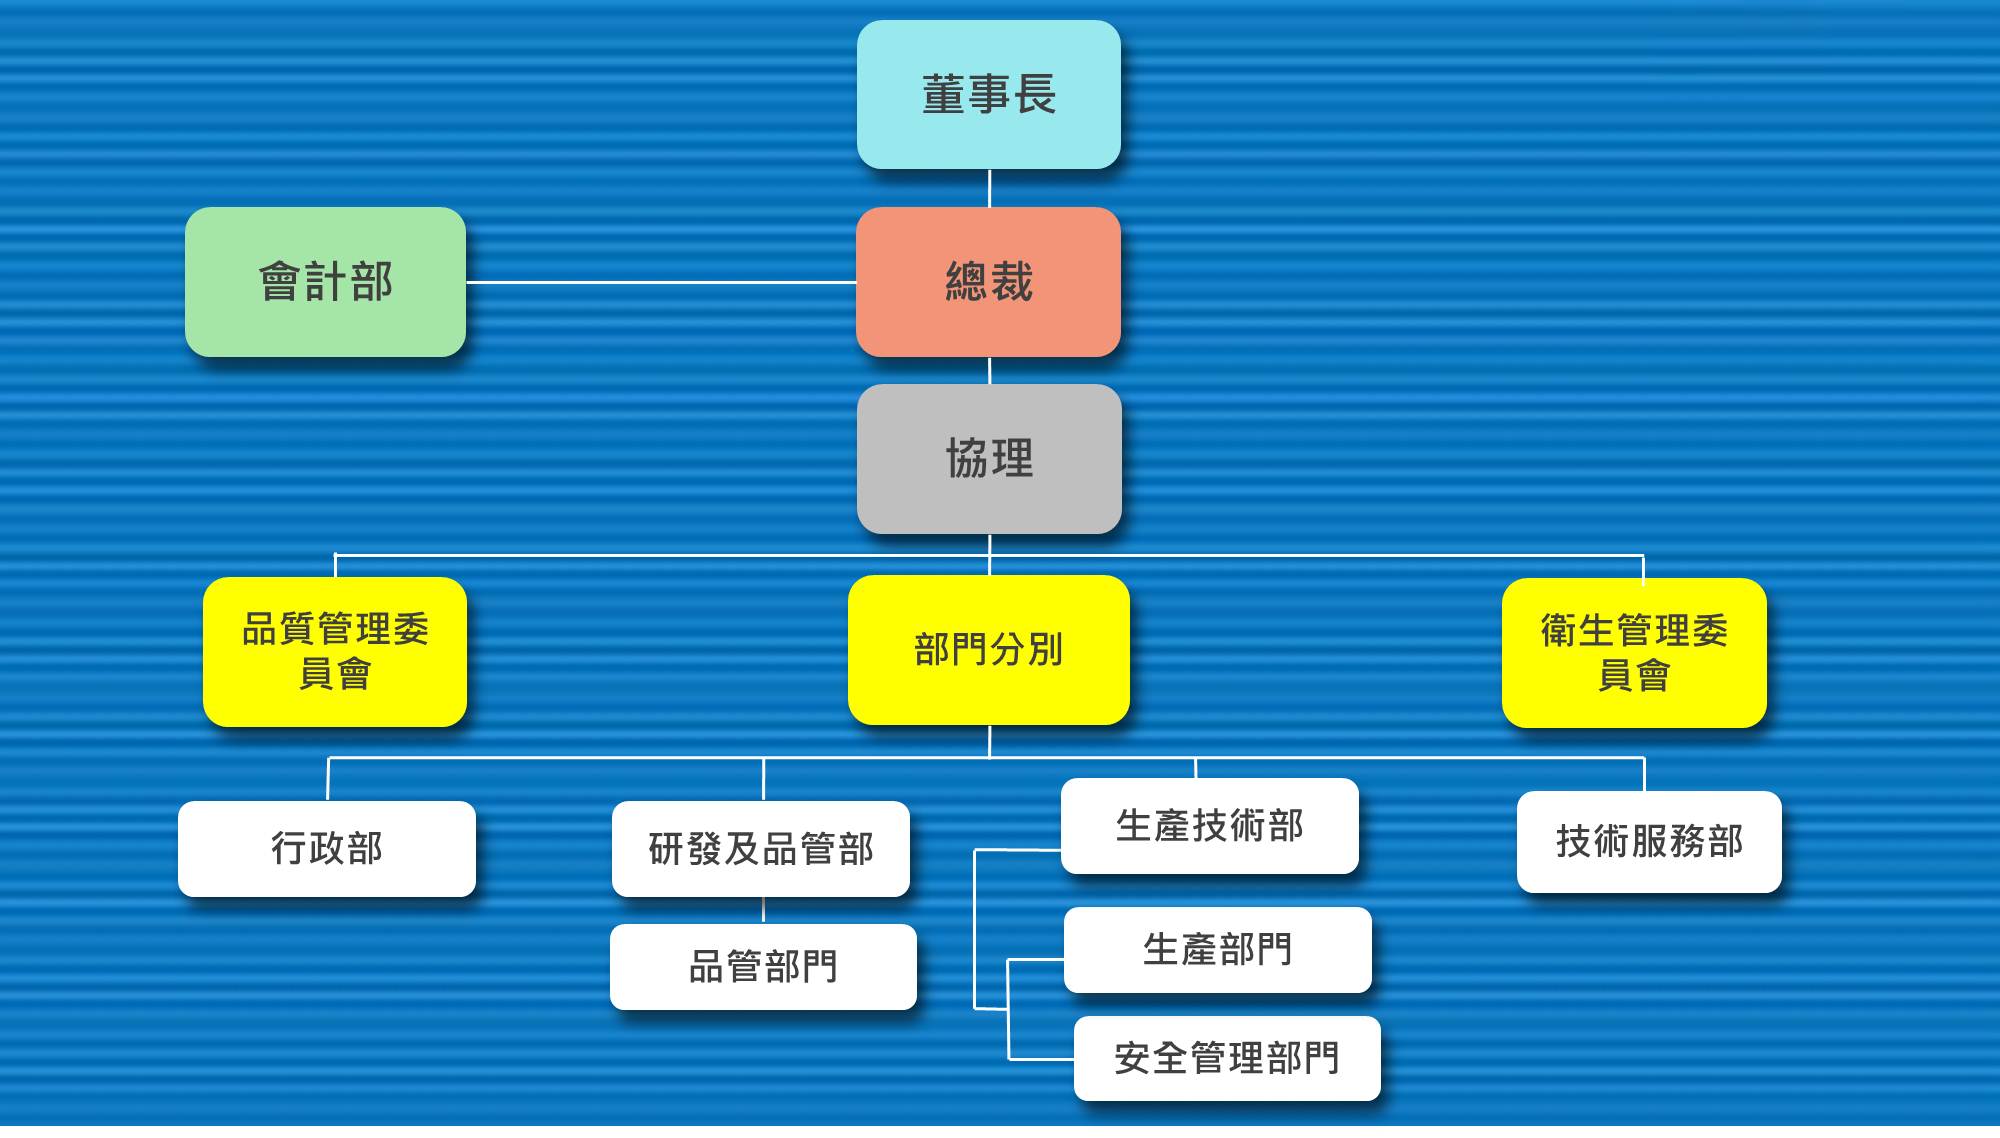 董事長
會計部
總裁
協理
品質管理委
員會
部門分別
衛生管理委
員會
行政部
研發及品管部
生產技術部
技術服務部
品管部門
生產部門
安全管理部門